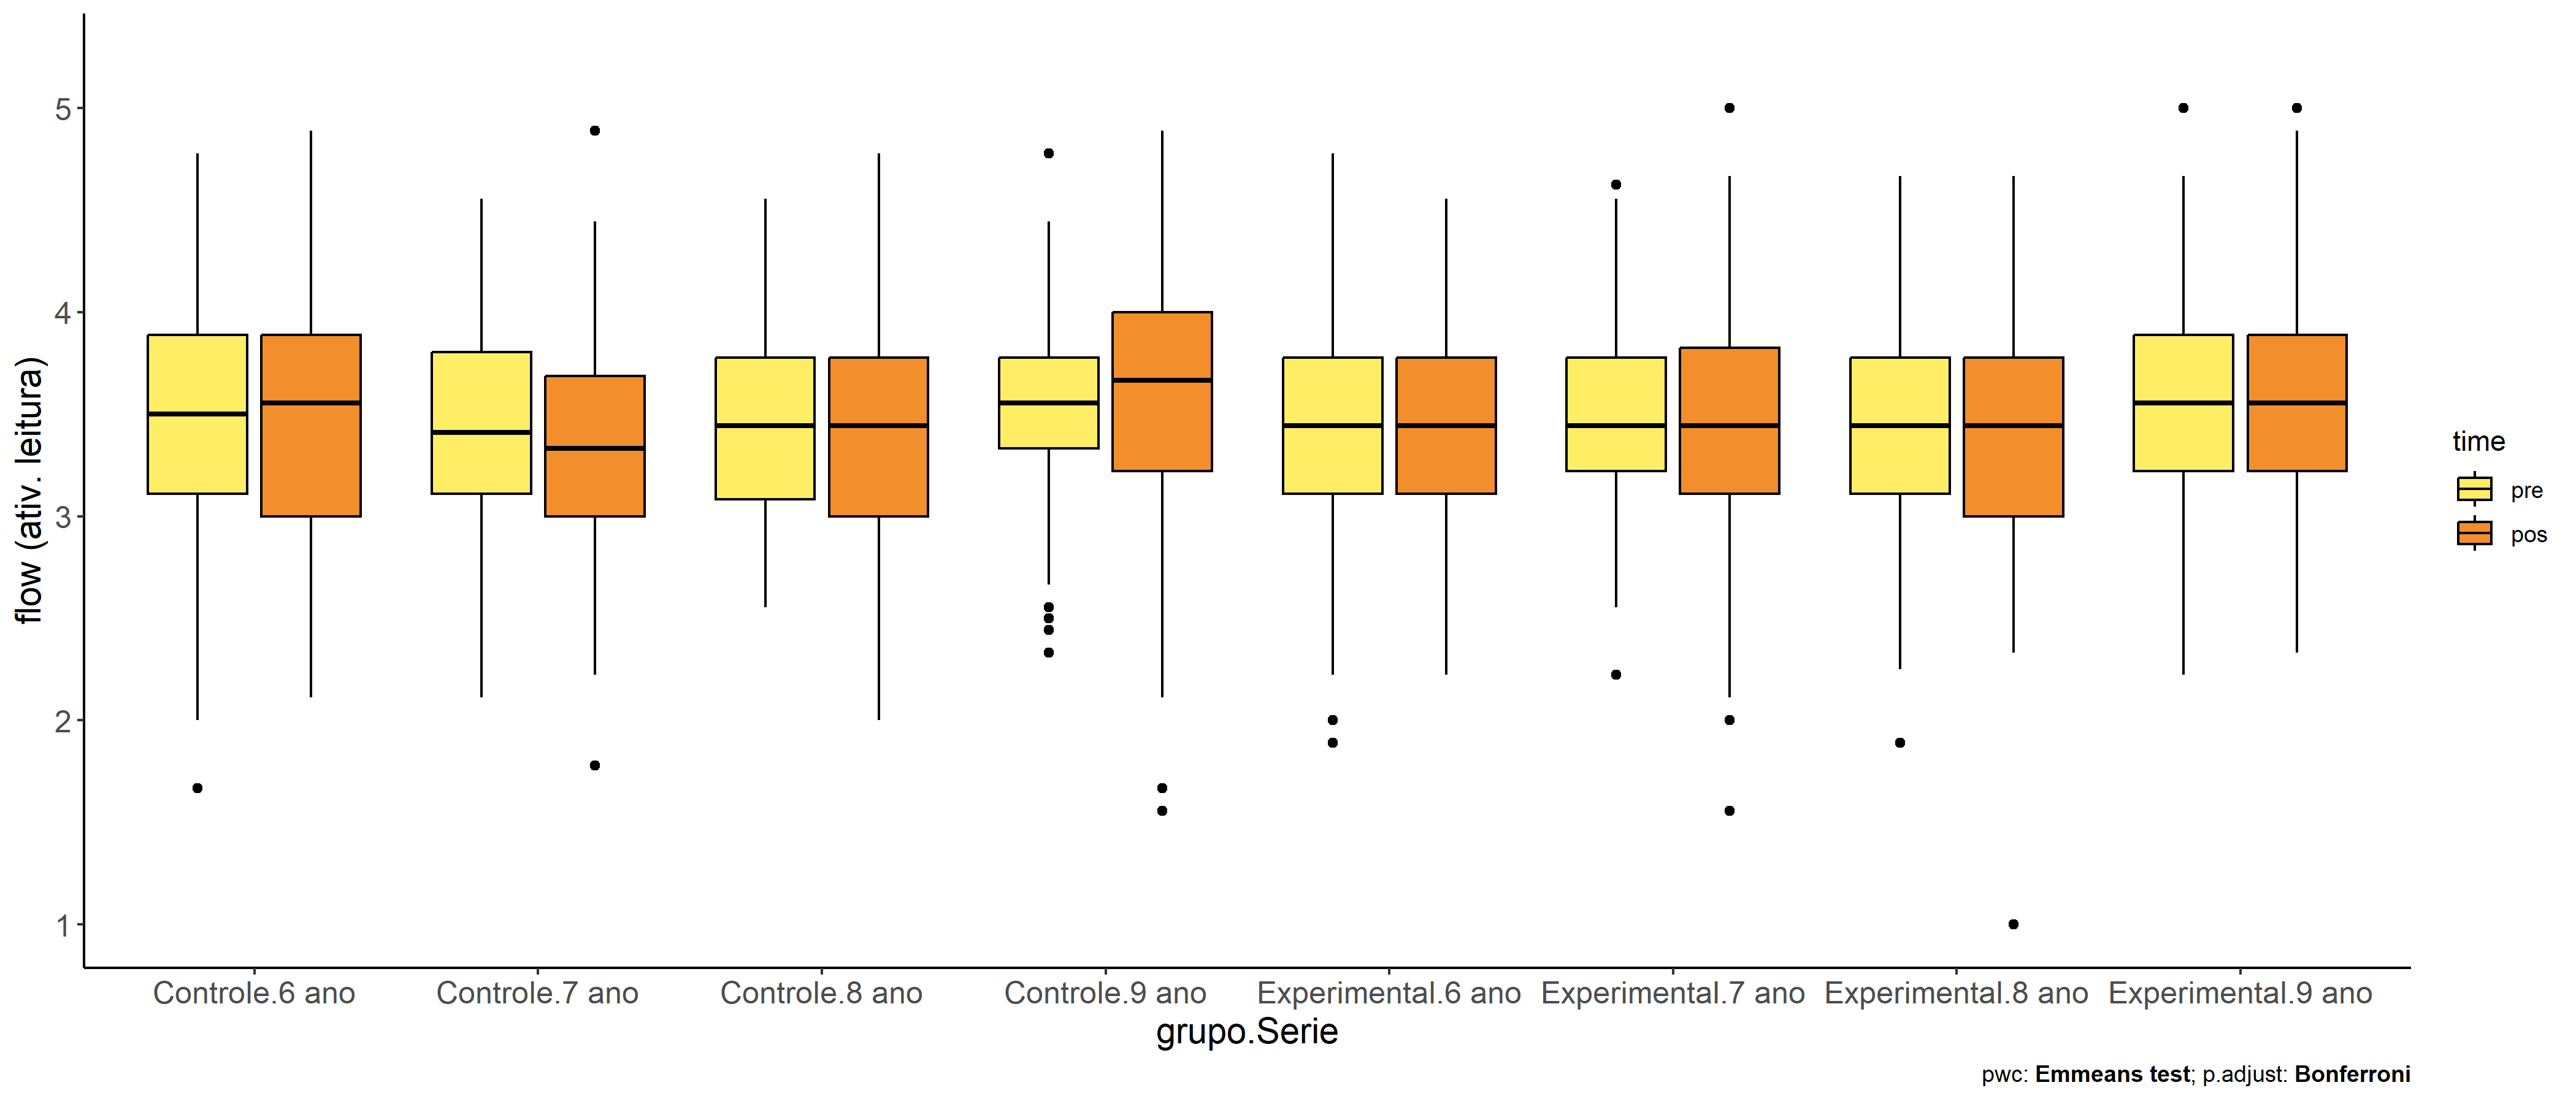 flow (ativ. leitura)
5
4
3
2
1
Controle.6 ano
Controle.7 ano
Controle.8 ano
Controle.9 ano
Experimental.6 ano
Experimental.7 ano
Experimental.8 ano
Experimental.9 ano
grupo.Serie
time
pre
pos
pwc: Emmeans test; p.adjust: Bonferroni